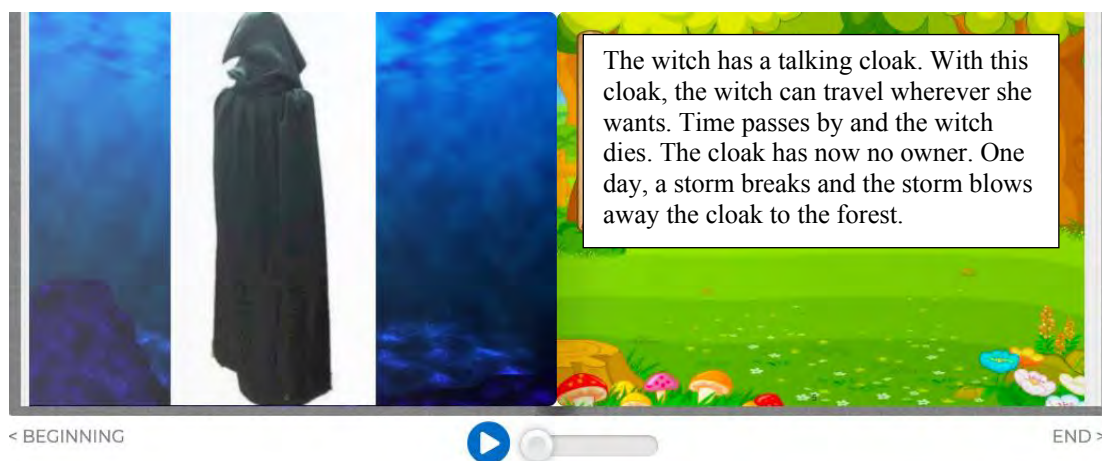 The witch has a talking cloak. With this
cloak, the witch can travel wherever she
wants. Time passes by and the witch
dies. The cloak has now no owner. One
day, a storm breaks and the storm blows
away the cloak to the forest.
< BEGINNING
END >